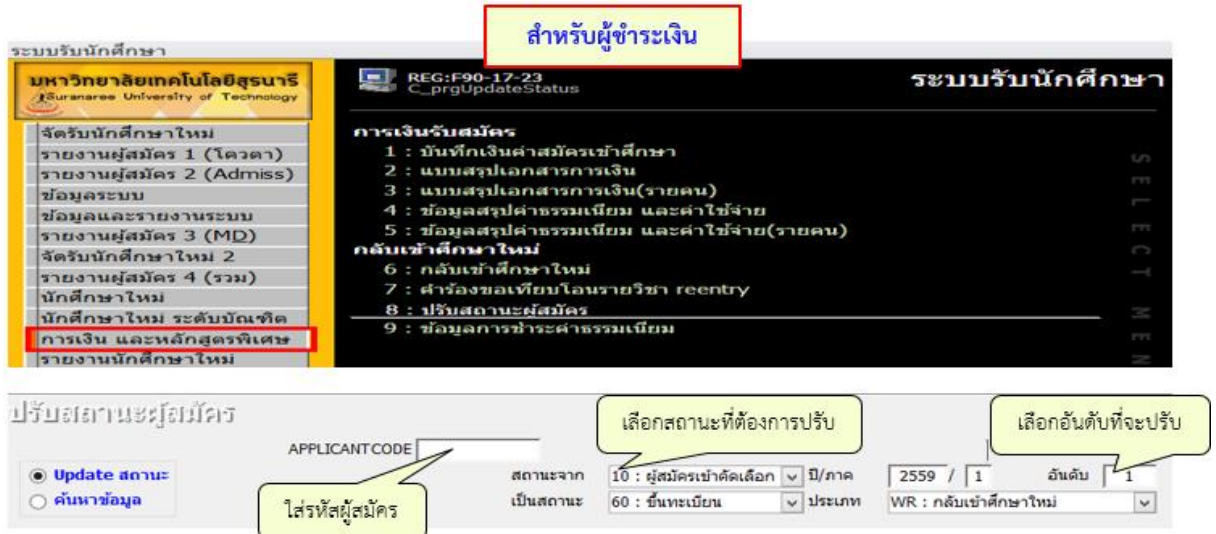 สำหรับผู้ชำระเงิน
ระบบรับนักศึกษา
มหาวิทยาลัยเทคโนโลยีสุรนารี
Suranaree University of Technology
จัดรับนักศึกษาใหม่
รายงานผู้สมัคร 1 (โควตา)
รายงานผู้สมัคร 2 (Admiss)
ข้อมูลระบบ
ข้อมูลและรายงานระบบ
รายงานผู้สมัคร 3 (MD)
จัดรับนักศึกษาใหม่ 2
รายงานผู้สมัคร 4 (รวม)
นักศึกษาใหม่
นักศึกษาใหม่ ระดับบัณฑิต
การเงิน และหลักสูตรพิเศษ
รายงานนักศึกษาใหม่
REG:F90-17-23
C_prgUpdateStatus
ระบบรับนักศึกษา
การเงินรับสมัคร
1 : บันทึกเงินค่าสมัครเข้าศึกษา
2 : แบบสรุปเอกสารการเงิน
3 : แบบสรุปเอกสารการเงิน(รายคน)
4 : ข้อมูลสรุปค่าธรรมเนียม และค่าใช้จ่าย
5 : ข้อมูลสรุปค่าธรรมเนียม และค่าใช้จ่าย(รายคน)
กลับเข้าศึกษาใหม่
6 : กลับเข้าศึกษาใหม่
7 : คำร้องขอเทียบโอนรายวิชา reentry
8 : ปรับสถานะผู้สมัคร
9 : ข้อมูลการชำระค่าธรรมเนียม
SELECT MEN
ปรับสถานะผู้สมัคร
เลือกสถานะที่ต้องการปรับ
เลือกอันดับที่จะปรับ
APPLICANTCODE
Update สถานะ
สถานะจาก 10 : ผู้สมัครเข้าคัดเลือก ปี/ภาค 2559 / 1 อันดับ 1
ค้นหาข้อมูล
ใส่รหัสผู้สมัคร
เป็นสถานะ 60 : ขึ้นทะเบียน ประเภท WR : กลับเข้าศึกษาใหม่